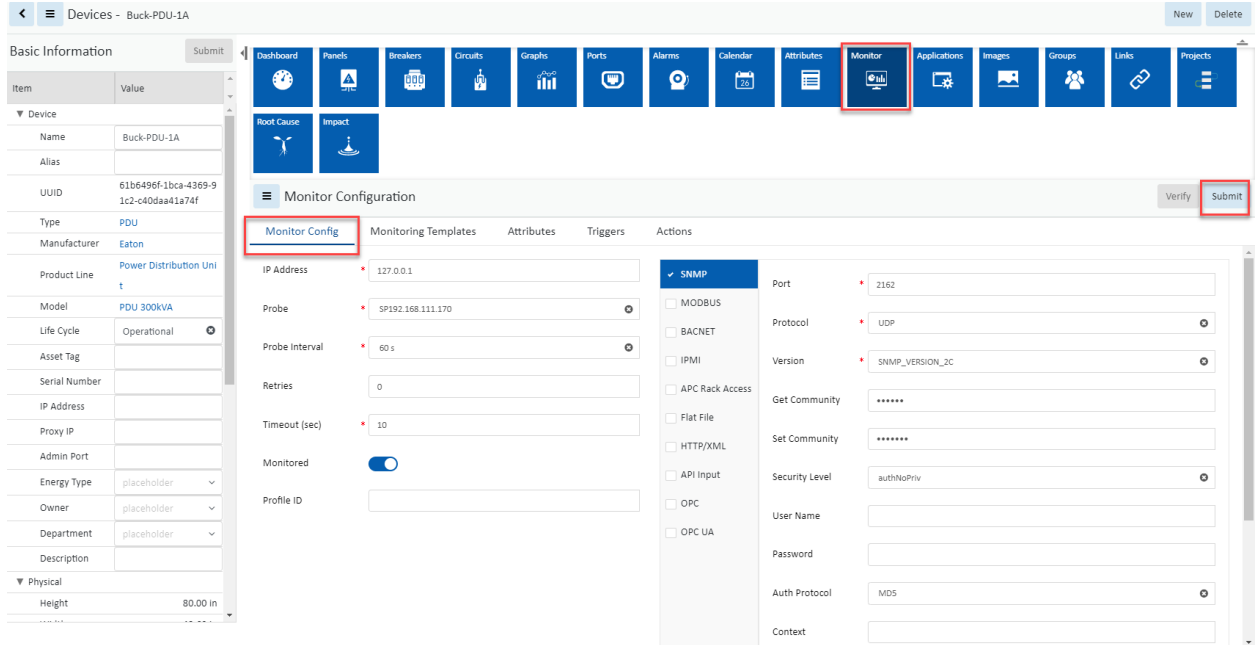 Devices - Buck-PDU-1A
New
Delete
Basic Information
Submit
Item
Value
Device
Name
Buck-PDU-1A
Alias
UUID
61b6496f-1bca-4369-9
1c2-c40daa41a74f
Type
PDU
Manufacturer
Eaton
Product Line
Power Distribution Uni
t
Model
PDU 300kVA
Life Cycle
Operational
Asset Tag
Serial Number
IP Address
Proxy IP
Admin Port
Energy Type
placeholder
Owner
placeholder
Department
placeholder
Description
Physical
Height
80.00 in
Dashboard
Panels
Breakers
Circuits
Graphs
Ports
Alarms
Calendar
26
Attributes
Monitor
Applications
Images
Groups
Links
Projects
Root Cause
Impact
Monitor Configuration
Verify
Submit
Monitor Config
Monitoring Templates
Attributes
Triggers
Actions
IP Address
* 127.0.0.1
Probe
* SP192.168.111.170
Probe Interval
* 60 s
Retries
0
Timeout (sec)
* 10
Monitored
Profile ID
SNMP
MODBUS
BACNET
IPMI
APC Rack Access
Flat File
HTTP/XML
API Input
OPC
OPC UA
Port
* 2162
Protocol
* UDP
Version
* SNMP_VERSION_2C
Get Community
••••••
Set Community
•••••••
Security Level
authNoPriv
User Name
Password
Auth Protocol
MD5
Context